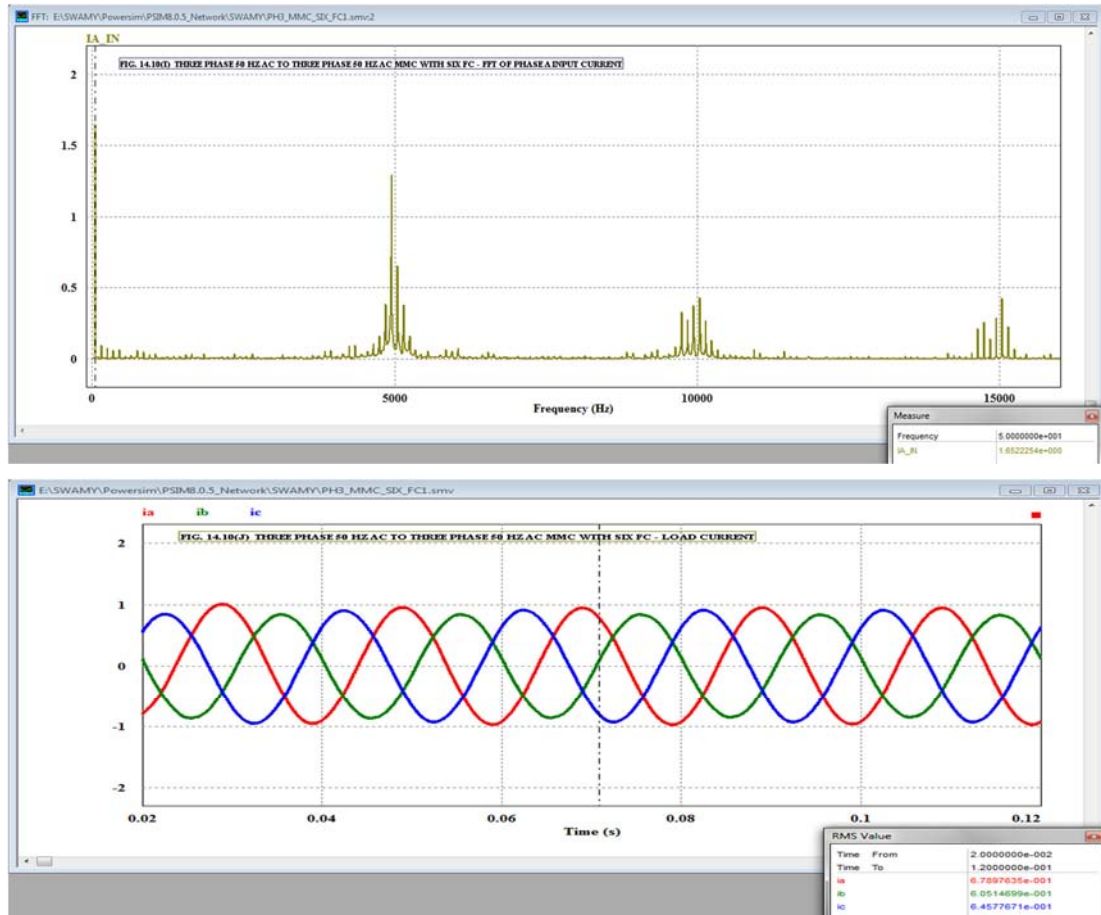 FFT: E:\SWAMY\Powersim\PSIM8.0.5_Network\SWAMY\PH3_MMC_SIX_FC1.smv:2
IA_IN
FIG. 14.10(I) THREE PHASE 50 HZ AC TO THREE PHASE 50 HZ AC MMC WITH SIX FC - FFT OF PHASE A INPUT CURRENT
2
1.5
1
0.5
0
0 5000 10000 15000
Frequency (Hz)
Measure
Frequency 5.0000000e+001
IA_IN 1.6522254e+000
E:\SWAMY\Powersim\PSIM8.0.5_Network\SWAMY\PH3_MMC_SIX_FC1.smv
ia ib ic
FIG. 14.10(J) THREE PHASE 50 HZ AC TO THREE PHASE 50 HZ AC MMC WITH SIX FC - LOAD CURRENT
2
1
0
-1
-2
0.02 0.04 0.06 0.08 0.1 0.12
Time (s)
RMS Value
Time From 2.0000000e-002
Time To 1.2000000e-001
ia 6.7897635e-001
ib 6.0514699e-001
ic 6.4577671e-001